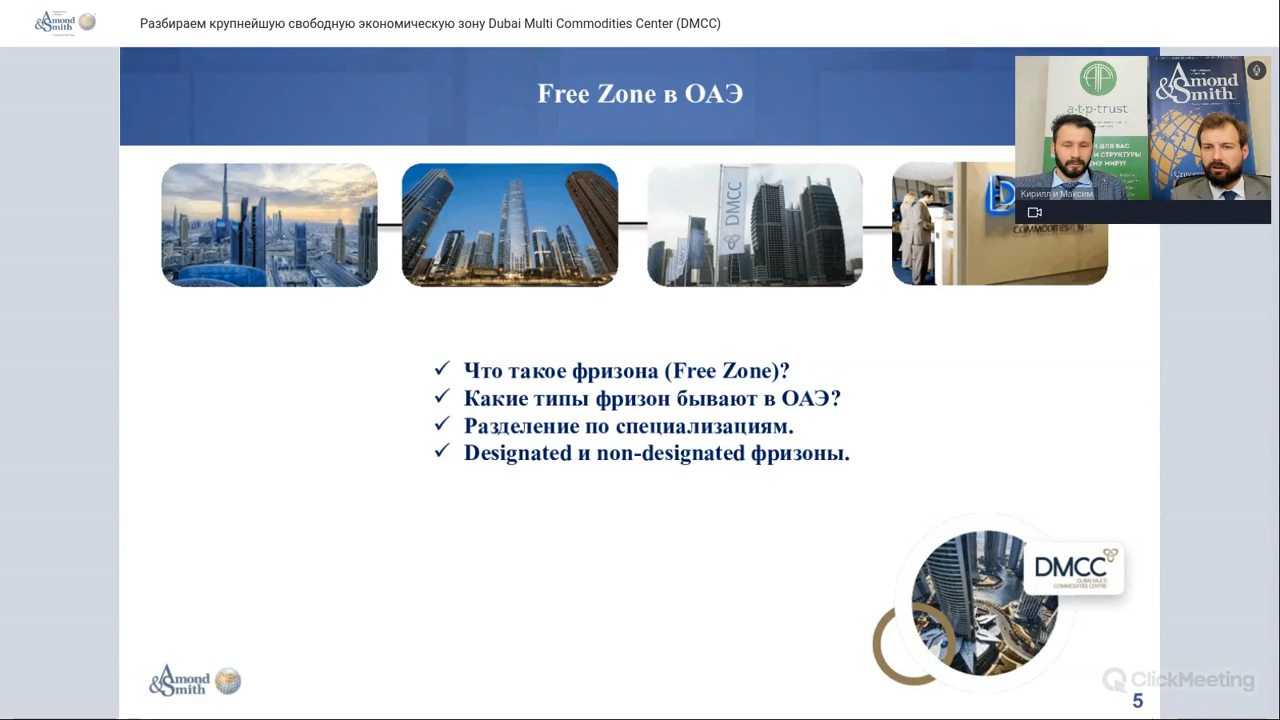 Amond
&Smith
Разбираем крупнейшую свободную экономическую зону Dubai Multi Commodities Center (DMCC)
Free Zone в ОАЭ
a·t·p·trust
Amond
&Smith
Кирилл и Максим
DMCC
Что такое фризона (Free Zone)?
Какие типы фризон бывают в ОАЭ?
Разделение по специализациям.
Designated и non-designated фризоны.
DMCC
DUBAI MULTI
COMMODITIES CENTRE
Amond
&Smith
ClickMeeting
5